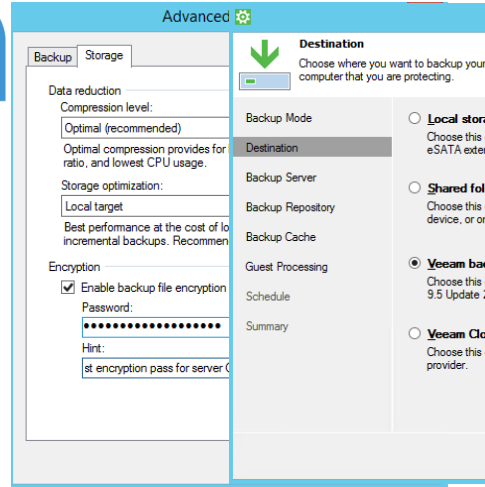 Advanced
Backup
Storage
Data reduction
Compression level:
Optimal (recommended)
Optimal compression provides for
ratio, and lowest CPU usage.
Storage optimization:
Local target
Best performance at the cost of lo
incremental backups. Recommen
Encryption
Enable backup file encryption
Password:
Hint:
st encryption pass for server
Destination
Choose where you want to backup your
computer that you are protecting.
Backup Mode
Destination
Backup Server
Backup Repository
Backup Cache
Guest Processing
Schedule
Summary
Local stora
Choose this
eSATA exter
Shared fol
Choose this
device, or or
Veeam bac
Choose this
9.5 Update 2
Veeam Clo
Choose this
provider.